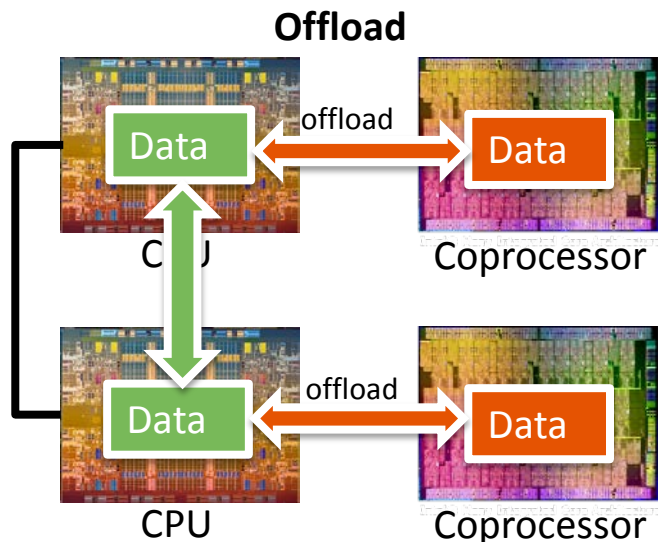 Offload
Data
offload
Data
CPU
Coprocessor
Data
offload
Data
CPU
Coprocessor